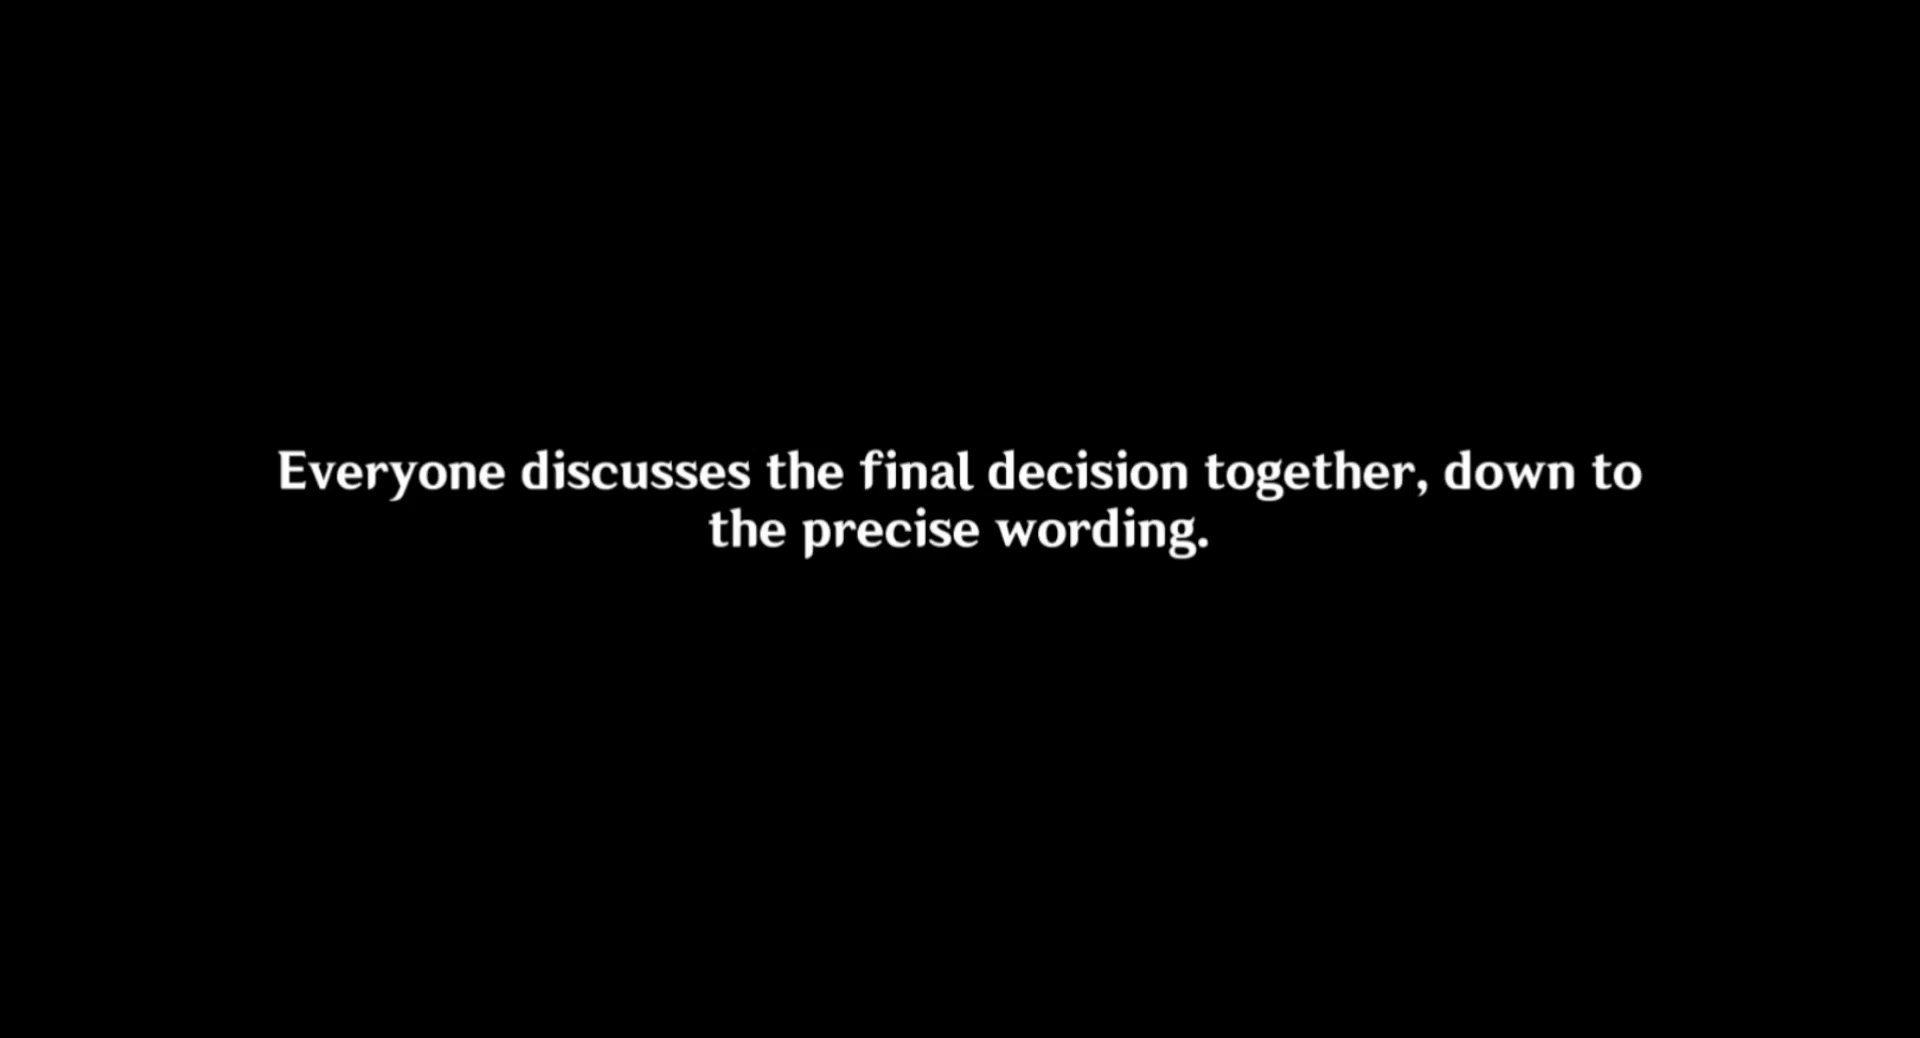 Everyone discusses the final decision together, down to
the precise wording.